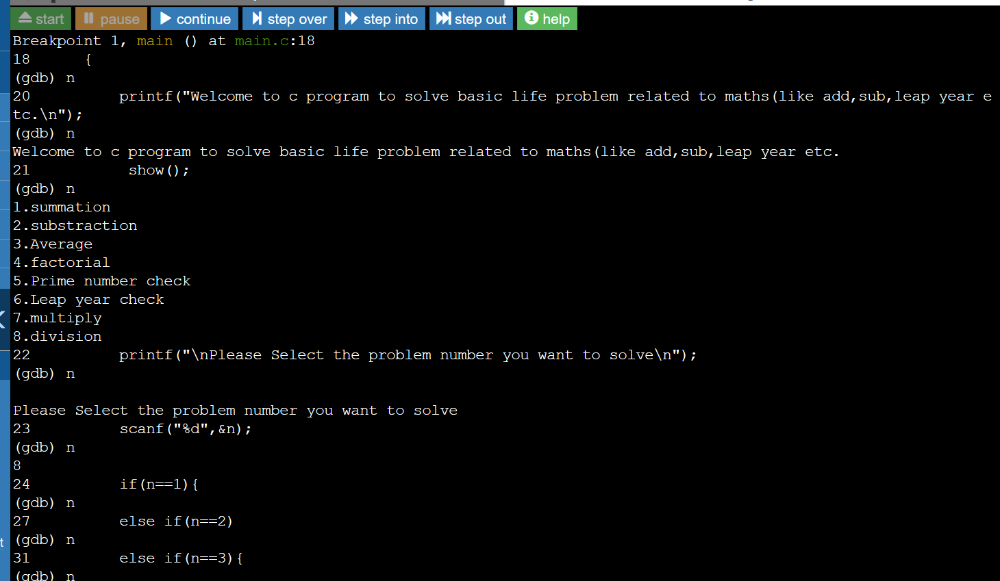 start pause continue step over step into step out help
Breakpoint 1, main () at main.c:18
18 {
(gdb) n
20 printf("Welcome to c program to solve basic life problem related to maths(like add,sub,leap year e
tc.\n");
(gdb) n
Welcome to c program to solve basic life problem related to maths(like add,sub,leap year etc.
21 show();
(gdb) n
1.summation
2.substraction
3.Average
4.factorial
5.Prime number check
6.Leap year check
7.multiply
8.division
22 printf("\nPlease Select the problem number you want to solve\n");
(gdb) n
Please Select the problem number you want to solve
23 scanf("%d",&n);
(gdb) n
8
24 if(n==1){
(gdb) n
27 else if(n==2)
(gdb) n
31 else if(n==3){
(gdb) n
t